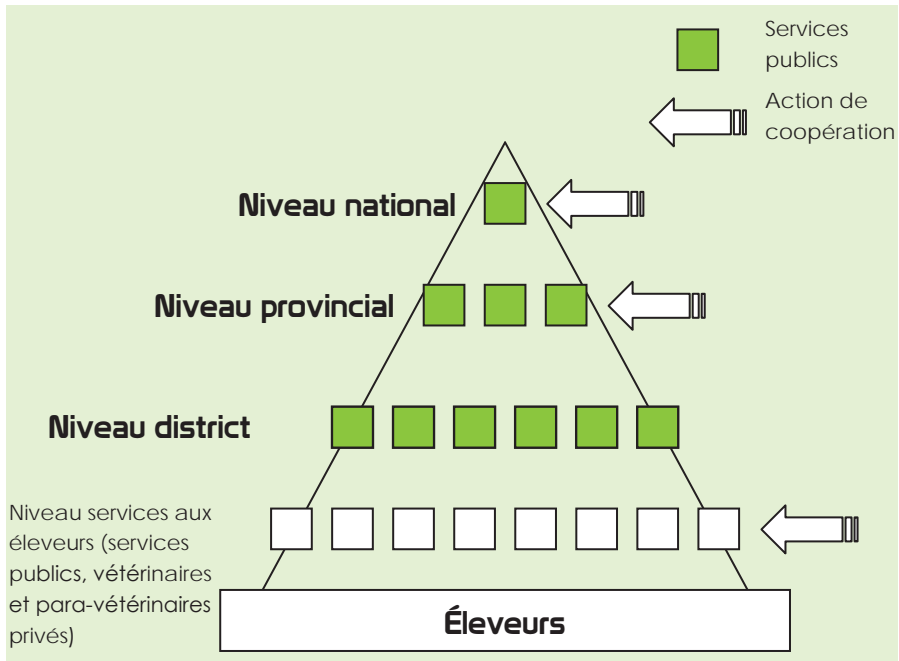 Services
publics
Action de
coopération
Niveau national
Niveau provincial
Niveau district
Niveau services aux
éleveurs (services
publics, vétérinaires
et para-vétérinaires
privés)
Éleveurs